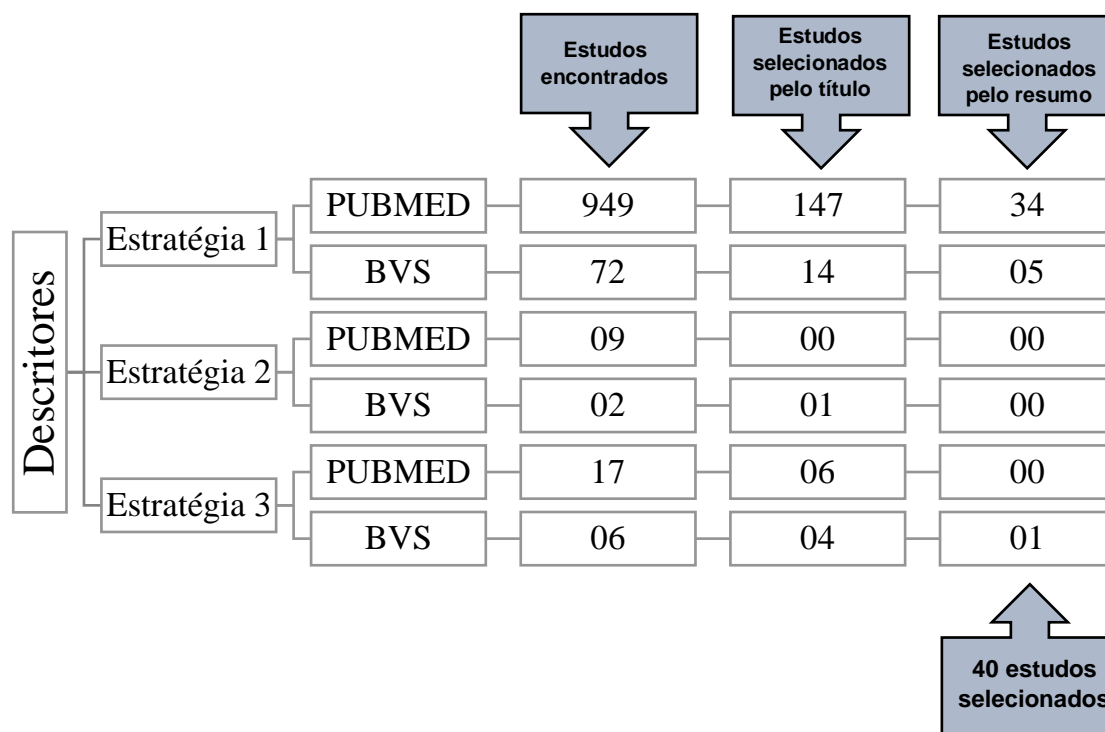 Estudos
encontrados
Estudos
selecionados
pelo título
Estudos
selecionados
pelo resumo
Descritores
Estratégia 1
PUBMED
949
147
34
BVS
72
14
05
Estratégia 2
PUBMED
09
00
00
BVS
02
01
00
Estratégia 3
PUBMED
17
06
00
BVS
06
04
01
40 estudos
selecionados